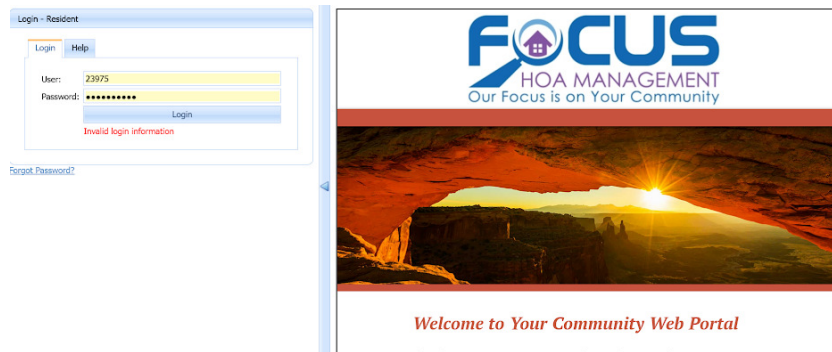 Login - Resident
Login Help
User: 23975
Password: ••••••••••
Login
Invalid login information
Forgot Password?
FOCUS
HOA MANAGEMENT
Our Focus is on Your Community
Welcome to Your Community Web Portal